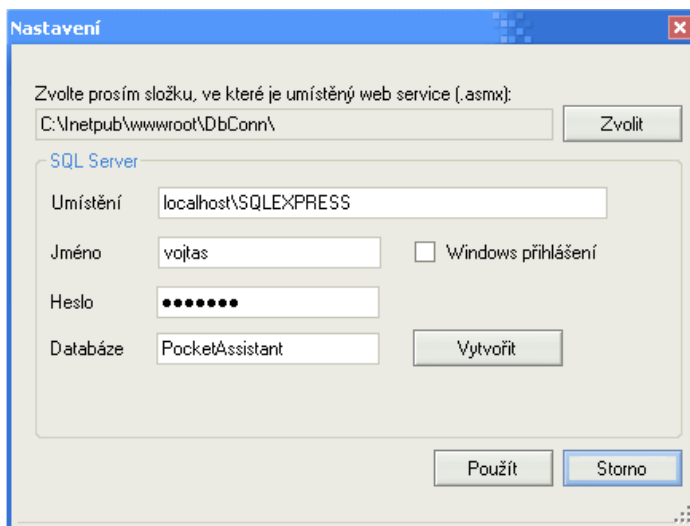 Nastavení
Zvolte prosím složku, ve které je umístěný web service (.asmx):
C:\Inetpub\wwwroot\DbConn\ Zvolit
SQL Server
Umístění localhost\SQLEXPRESS
Jméno vojtas Windows přihlášení
Heslo ●●●●●●●
Databáze PocketAssistant Vytvořit
Použít Storno